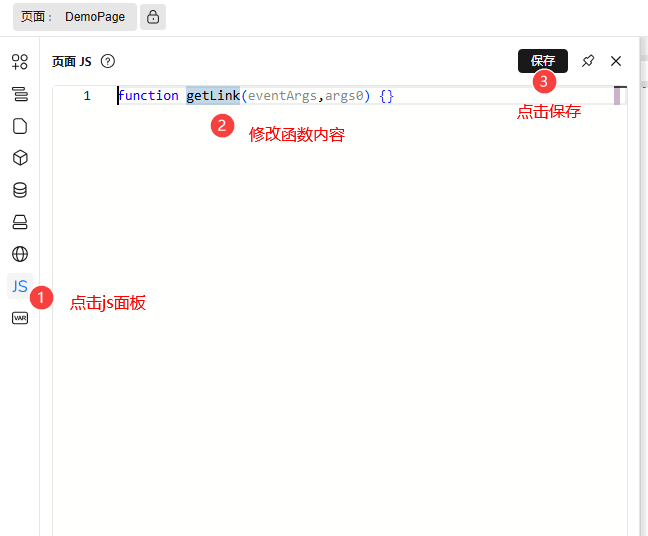 页面： DemoPage
页面 JS ?
保存
1 function getLink(eventArgs,args0) {}
3
点击保存
2 修改函数内容
JS
1 点击js面板
VAR